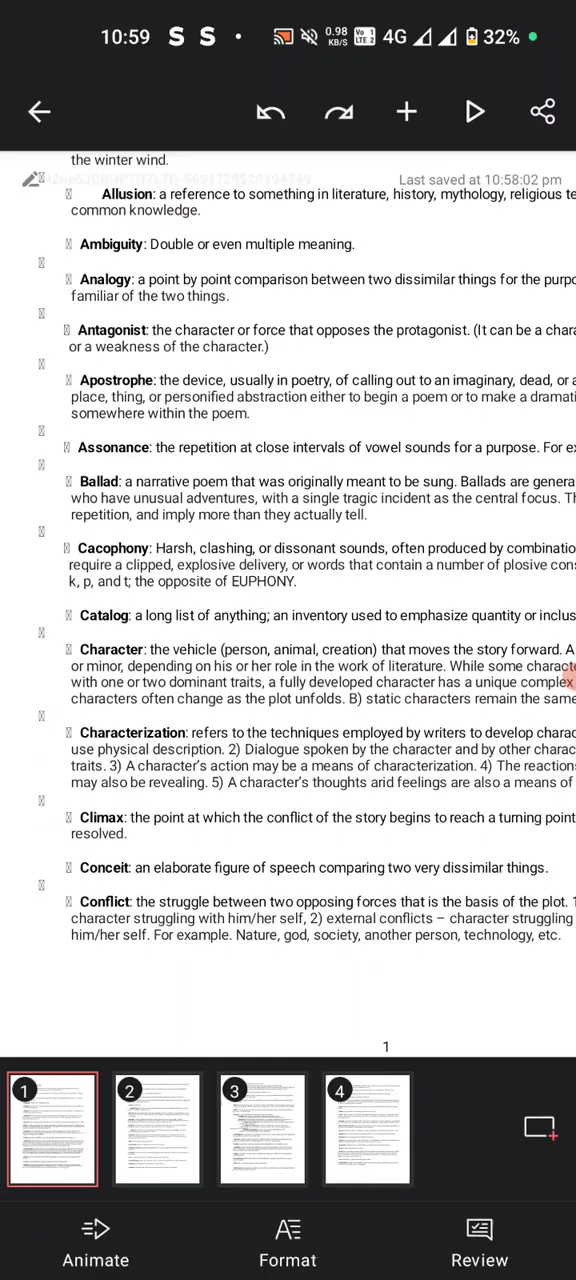 10:59 S S • 0.98 KB/S Vo LTE 1 2 4G 32%
the winter wind.
Last saved at 10:58:02 pm
Allusion: a reference to something in literature, history, mythology, religious te
common knowledge.
Ambiguity: Double or even multiple meaning.
Analogy: a point by point comparison between two dissimilar things for the purpo
familiar of the two things.
Antagonist: the character or force that opposes the protagonist. (It can be a chara
or a weakness of the character.)
Apostrophe: the device, usually in poetry, of calling out to an imaginary, dead, or a
place, thing, or personified abstraction either to begin a poem or to make a dramati
somewhere within the poem.
Assonance: the repetition at close intervals of vowel sounds for a purpose. For ex
Ballad: a narrative poem that was originally meant to be sung. Ballads are genera
who have unusual adventures, with a single tragic incident as the central focus. Th
repetition, and imply more than they actually tell.
Cacophony: Harsh, clashing, or dissonant sounds, often produced by combinatio
require a clipped, explosive delivery, or words that contain a number of plosive cons
k, p, and t; the opposite of EUPHONY.
Catalog: a long list of anything; an inventory used to emphasize quantity or inclus
Character: the vehicle (person, animal, creation) that moves the story forward. A
or minor, depending on his or her role in the work of literature. While some characte
with one or two dominant traits, a fully developed character has a unique complex
characters often change as the plot unfolds. B) static characters remain the same
Characterization: refers to the techniques employed by writers to develop charac
use physical description. 2) Dialogue spoken by the character and by other charac
traits. 3) A character’s action may be a means of characterization. 4) The reactions
may also be revealing. 5) A character’s thoughts arid feelings are also a means of
Climax: the point at which the conflict of the story begins to reach a turning point
resolved.
Conceit: an elaborate figure of speech comparing two very dissimilar things.
Conflict: the struggle between two opposing forces that is the basis of the plot. 1
character struggling with him/her self, 2) external conflicts – character struggling
him/her self. For example. Nature, god, society, another person, technology, etc.
1
1 2 3 4
Animate Format Review